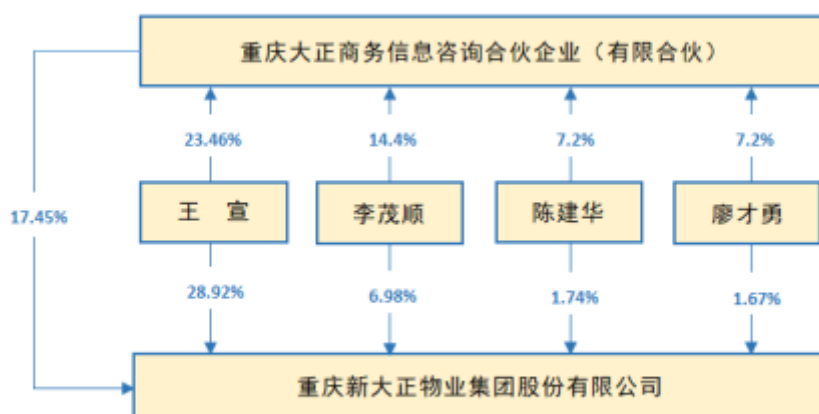 重庆大正商务信息咨询合伙企业（有限合伙）
23.46% 14.4% 7.2% 7.2%
17.45%
王 宣 李茂顺 陈建华 廖才勇
28.92% 6.98% 1.74% 1.67%
重庆新大正物业集团股份有限公司